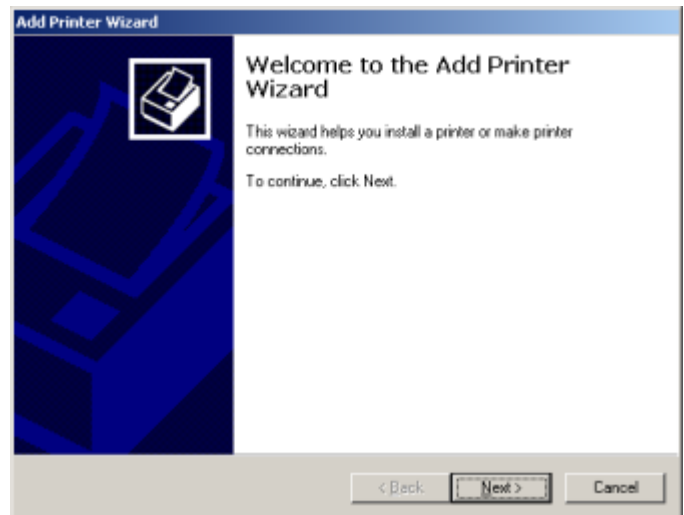 Add Printer Wizard
Welcome to the Add Printer
Wizard
This wizard helps you install a printer or make printer
connections.
To continue, click Next.
< Back
Next >
Cancel